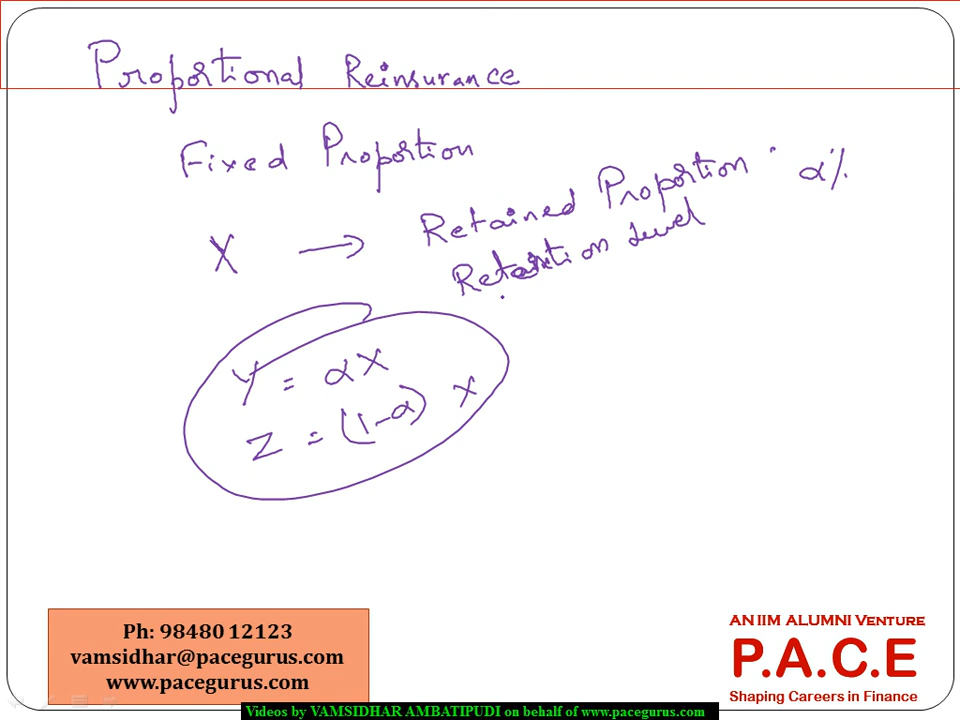 Proportional Reinsurance
Fixed Proportion
X → Retained Proportion α%
Retention Level
Y = αX
Z = (1-α) X
Ph: 98480 12123
vamsidhar@pacegurus.com
www.pacegurus.com
AN IIM ALUMNI VENTURE
P.A.C.E
Shaping Careers in Finance
Videos by VAMSIDHAR AMBATIPUDI on behalf of www.pacegurus.com